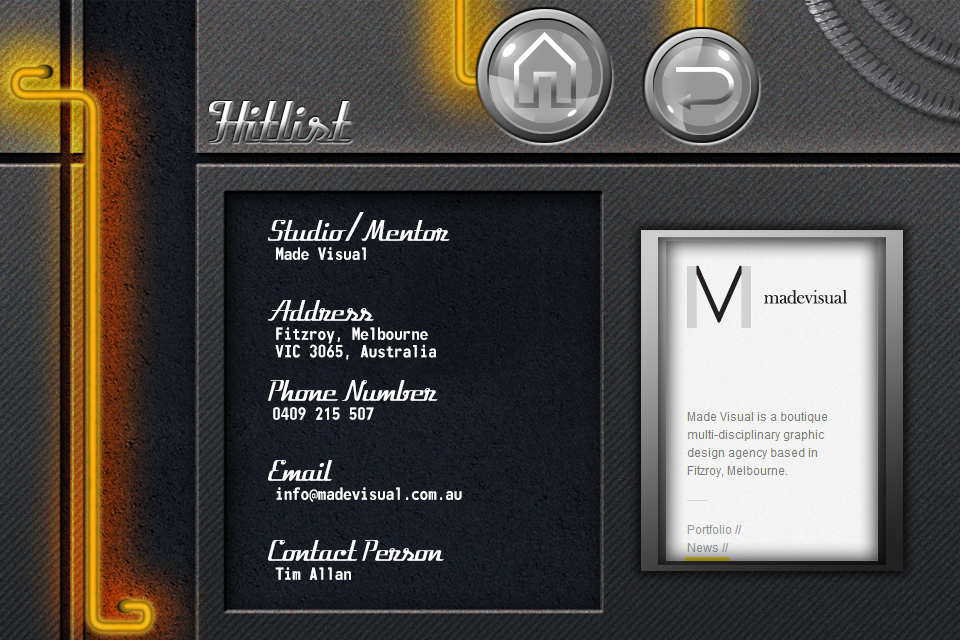 Hitlist
Studio/Mentor
Made Visual
Address
Fitzroy, Melbourne
VIC 3065, Australia
Phone Number
0409 215 507
Email
info@madevisual.com.au
Contact Person
Tim Allan
M
madevisual
Made Visual is a boutique
multi-disciplinary graphic
design agency based in
Fitzroy, Melbourne.
Portfolio //
News //